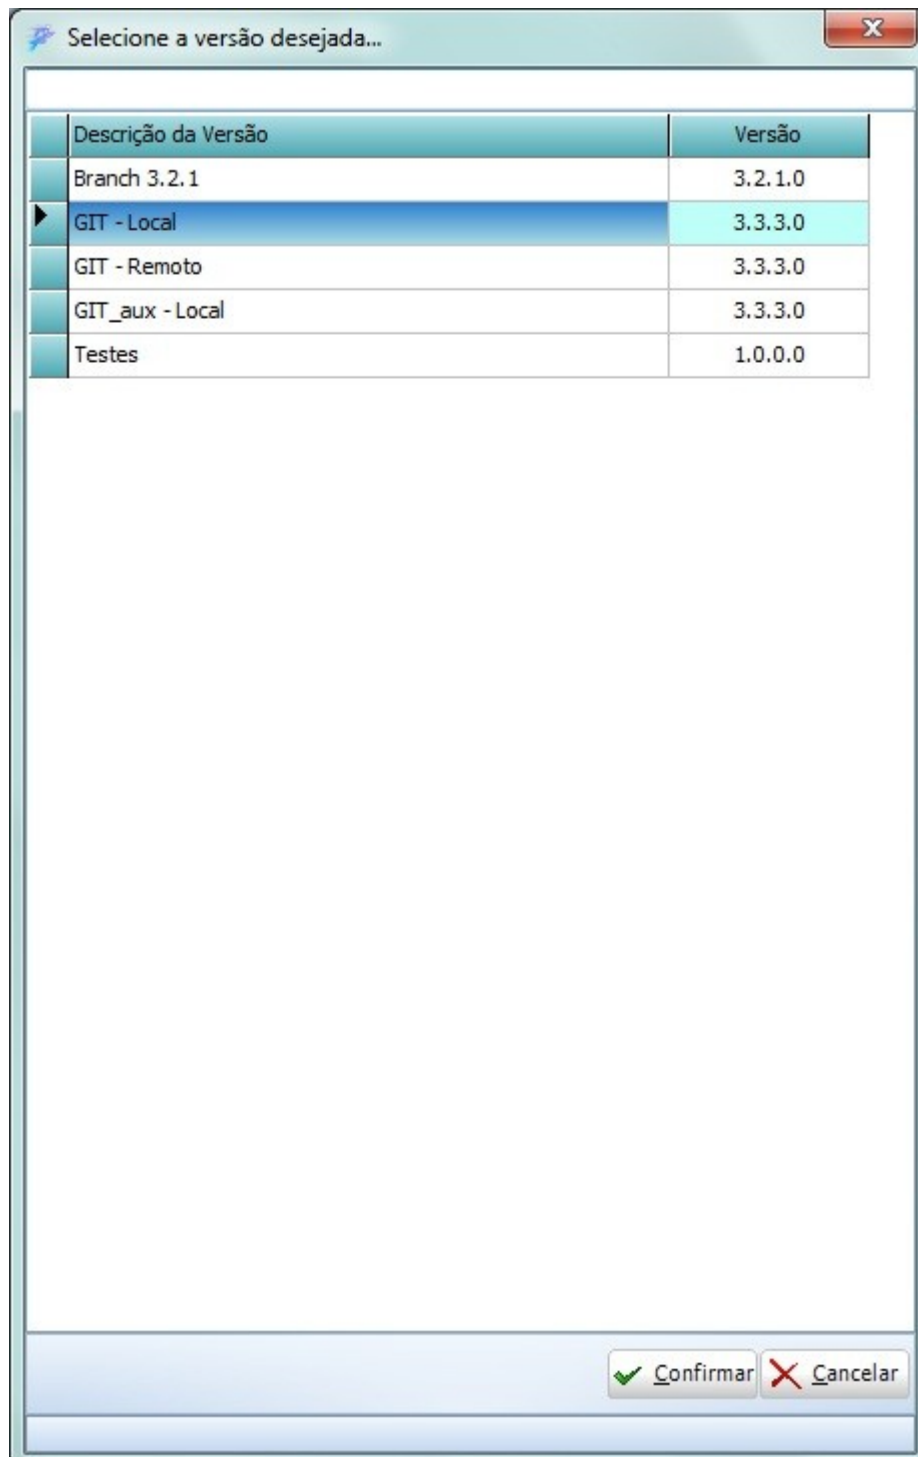 Selecione a versão desejada...
Descrição da Versão Versão
Branch 3.2.1 3.2.1.0
GIT - Local 3.3.3.0
GIT - Remoto 3.3.3.0
GIT_aux - Local 3.3.3.0
Testes 1.0.0.0
Confirmar Cancelar